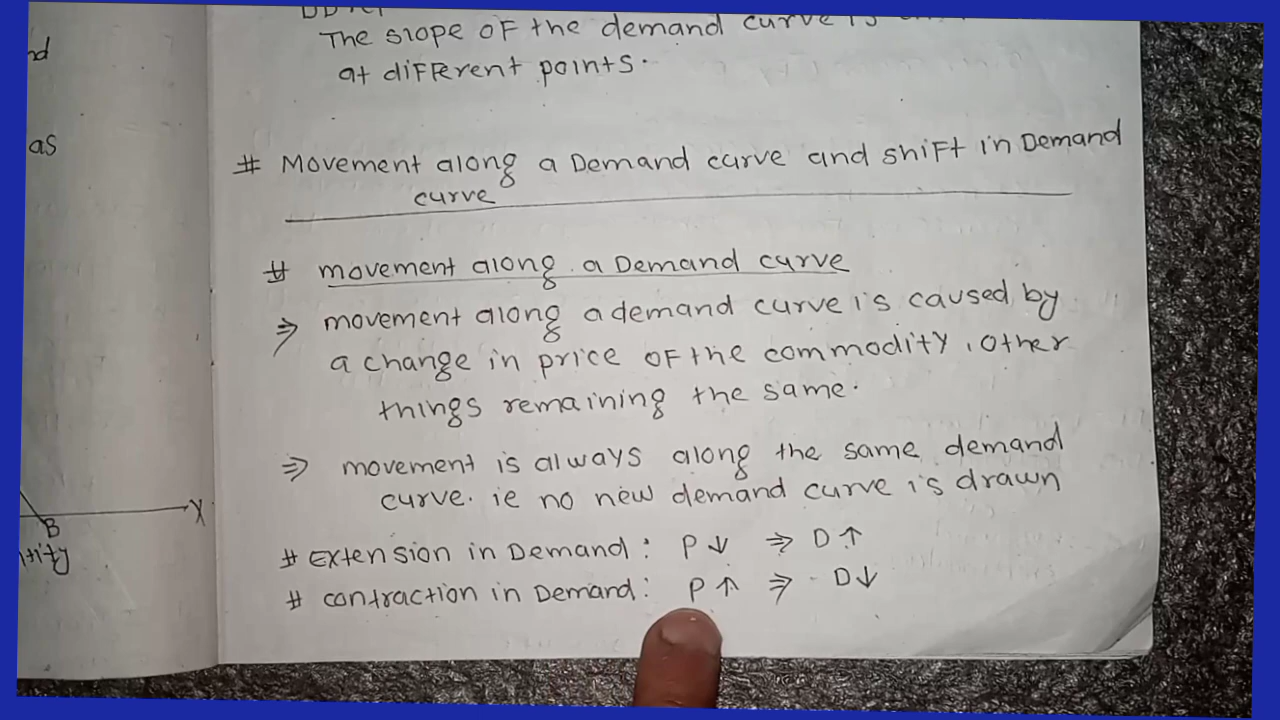 The slope of the demand curve is
at different points.
# Movement along a Demand curve and shift in Demand
curve
# movement along a Demand curve
⇒ movement along a demand curve is caused by
a change in price of the commodity, other
things remaining the same.
⇒ movement is always along the same demand
curve. ie no new demand curve is drawn
# Extension in Demand: P↓ ⇒ D↑
# contraction in Demand: P↑ ⇒ D↓
as
X
B